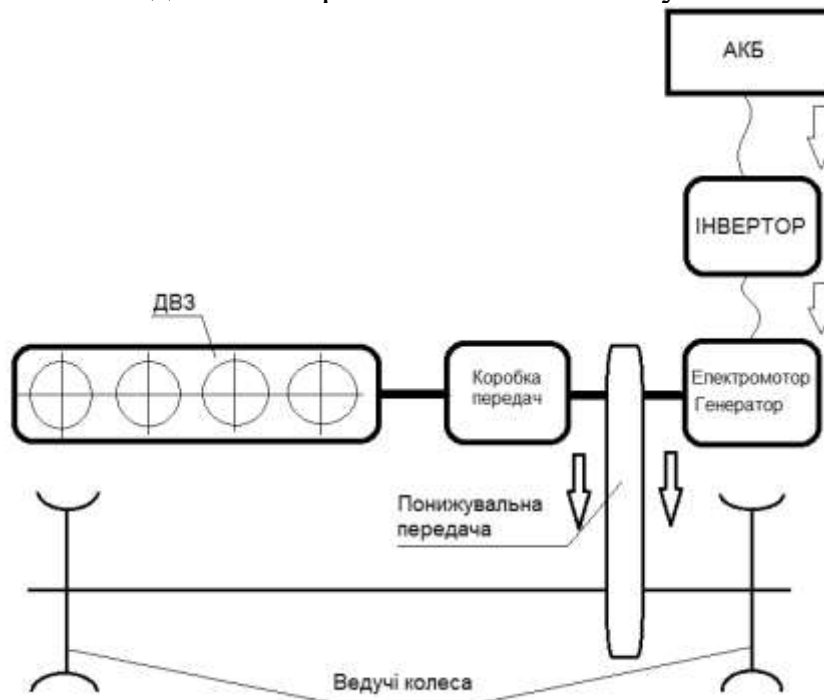 АКБ
ІНВЕРТОР
ДВЗ
Коробка
передач
Електромотор
Генератор
Понижувальна
передача
Ведучі колеса